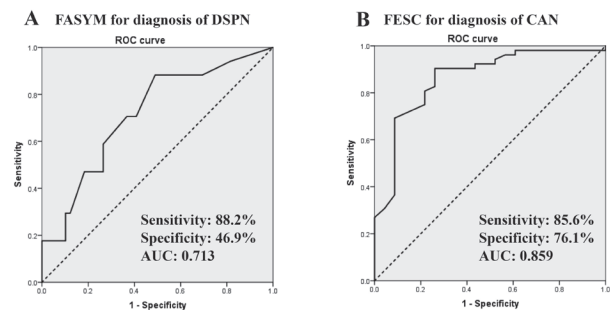 A FASYM for diagnosis of DSPN
ROC curve
1.0
0.8
0.6
0.4
0.2
0.0
Sensitivity
Sensitivity: 88.2%
Specificity: 46.9%
AUC: 0.713
0.0 0.2 0.4 0.6 0.8 1.0
1 - Specificity
B FESC for diagnosis of CAN
ROC curve
1.0
0.8
0.6
0.4
0.2
0.0
Sensitivity
Sensitivity: 85.6%
Specificity: 76.1%
AUC: 0.859
0.0 0.2 0.4 0.6 0.8 1.0
1 - Specificity